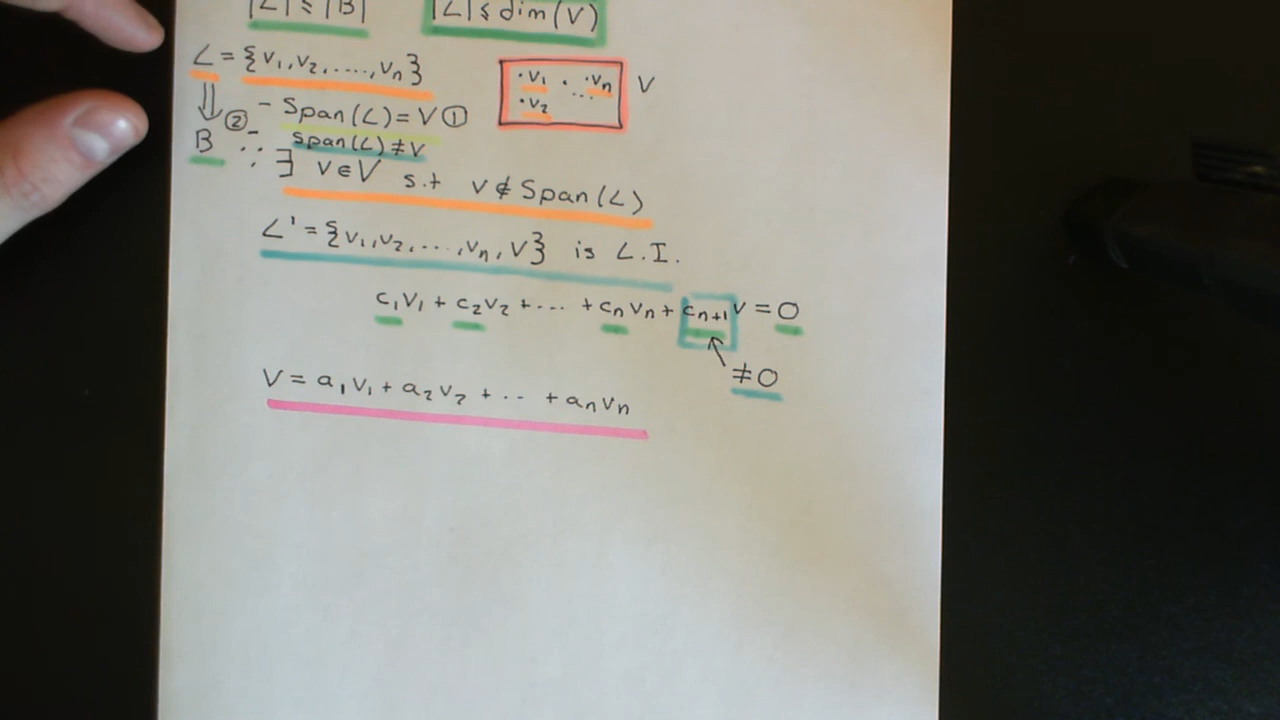 |L| ≤ |B| |L| ≤ dim(V)
L = {v₁, v₂, ....., vₙ} · v₁ · ... · vₙ · v₂ V
⇓ ② - Span(L) = V ①
B ∵ - span(L) ≠ V
∃ v ∈ V s.t v ∉ Span(L)
L' = {v₁, v₂, ..., vₙ, v} is L.I.
c₁v₁ + c₂v₂ + ... + cₙvₙ + cₙ₊₁v = 0
≠ 0
v = a₁v₁ + a₂v₂ + ... + aₙvₙ